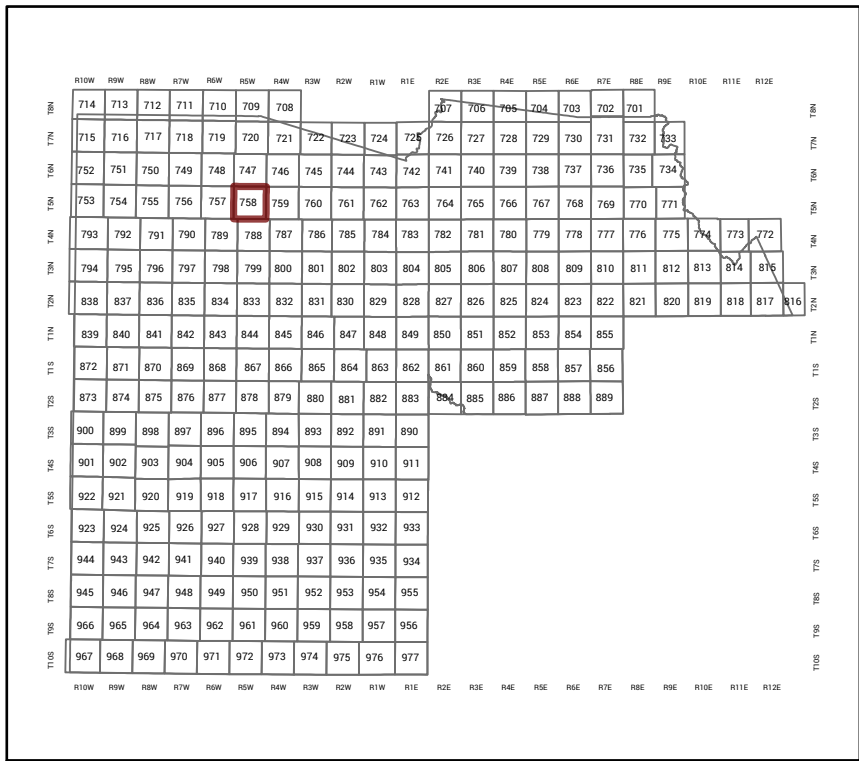 R10W R9W R8W R7W R6W R5W R4W R3W R2W R1W R1E R2E R3E R4E R5E R6E R7E R8E R9E R10E R11E R12E
T8N 714 713 712 711 710 709 708 707 706 705 704 703 702 701 T8N
T7N 715 716 717 718 719 720 721 722 723 724 725 726 727 728 729 730 731 732 733 T7N
T6N 752 751 750 749 748 747 746 745 744 743 742 741 740 739 738 737 736 735 734 T6N
T5N 753 754 755 756 757 758 759 760 761 762 763 764 765 766 767 768 769 770 771 T5N
T4N 793 792 791 790 789 788 787 786 785 784 783 782 781 780 779 778 777 776 775 774 773 772 T4N
T3N 794 795 796 797 798 799 800 801 802 803 804 805 806 807 808 809 810 811 812 813 814 815 T3N
T2N 838 837 836 835 834 833 832 831 830 829 828 827 826 825 824 823 822 821 820 819 818 817 816 T2N
T1N 839 840 841 842 843 844 845 846 847 848 849 850 851 852 853 854 855 T1N
T1S 872 871 870 869 868 867 866 865 864 863 862 861 860 859 858 857 856 T1S
T2S 873 874 875 876 877 878 879 880 881 882 883 884 885 886 887 888 889 T2S
T3S 900 899 898 897 896 895 894 893 892 891 890 T3S
T4S 901 902 903 904 905 906 907 908 909 910 911 T4S
T5S 922 921 920 919 918 917 916 915 914 913 912 T5S
T6S 923 924 925 926 927 928 929 930 931 932 933 T6S
T7S 944 943 942 941 940 939 938 937 936 935 934 T7S
T8S 945 946 947 948 949 950 951 952 953 954 955 T8S
T9S 966 965 964 963 962 961 960 959 958 957 956 T9S
T10S 967 968 969 970 971 972 973 974 975 976 977 T10S
R10W R9W R8W R7W R6W R5W R4W R3W R2W R1W R1E R2E R3E R4E R5E R6E R7E R8E R9E R10E R11E R12E